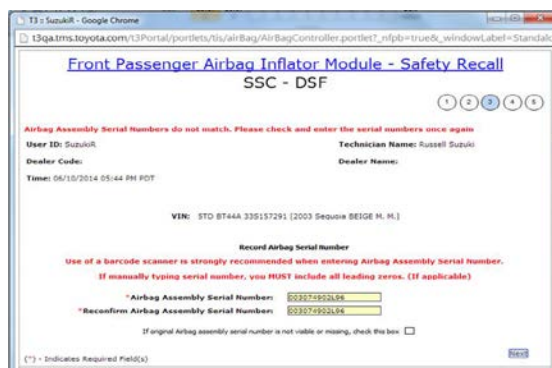 T3 :: SuzukiR - Google Chrome
t3qa.tms.toyota.com/t3Portal/portlets/tis/airBag/AirBagController.portlet?_nfpb=true&_windowLabel=Standalo
Front Passenger Airbag Inflator Module - Safety Recall
SSC - DSF
1 2 3 4 5
Airbag Assembly Serial Numbers do not match. Please check and enter the serial numbers once again
User ID: SuzukiR Technician Name: Russell Suzuki
Dealer Code: Dealer Name:
Time: 06/10/2014 05:44 PM PDT
VIN: 5TD BT44A 33S157291 [2003 Sequoia BEIGE M. M.]
Record Airbag Serial Number
Use of a barcode scanner is strongly recommended when entering Airbag Assembly Serial Number.
If manually typing serial number, you MUST include all leading zeros. (If applicable)
*Airbag Assembly Serial Number:
*Reconfirm Airbag Assembly Serial Number:
If original Airbag assembly serial number is not visible or missing, check this box
(*) - Indicates Required Field(s) Next